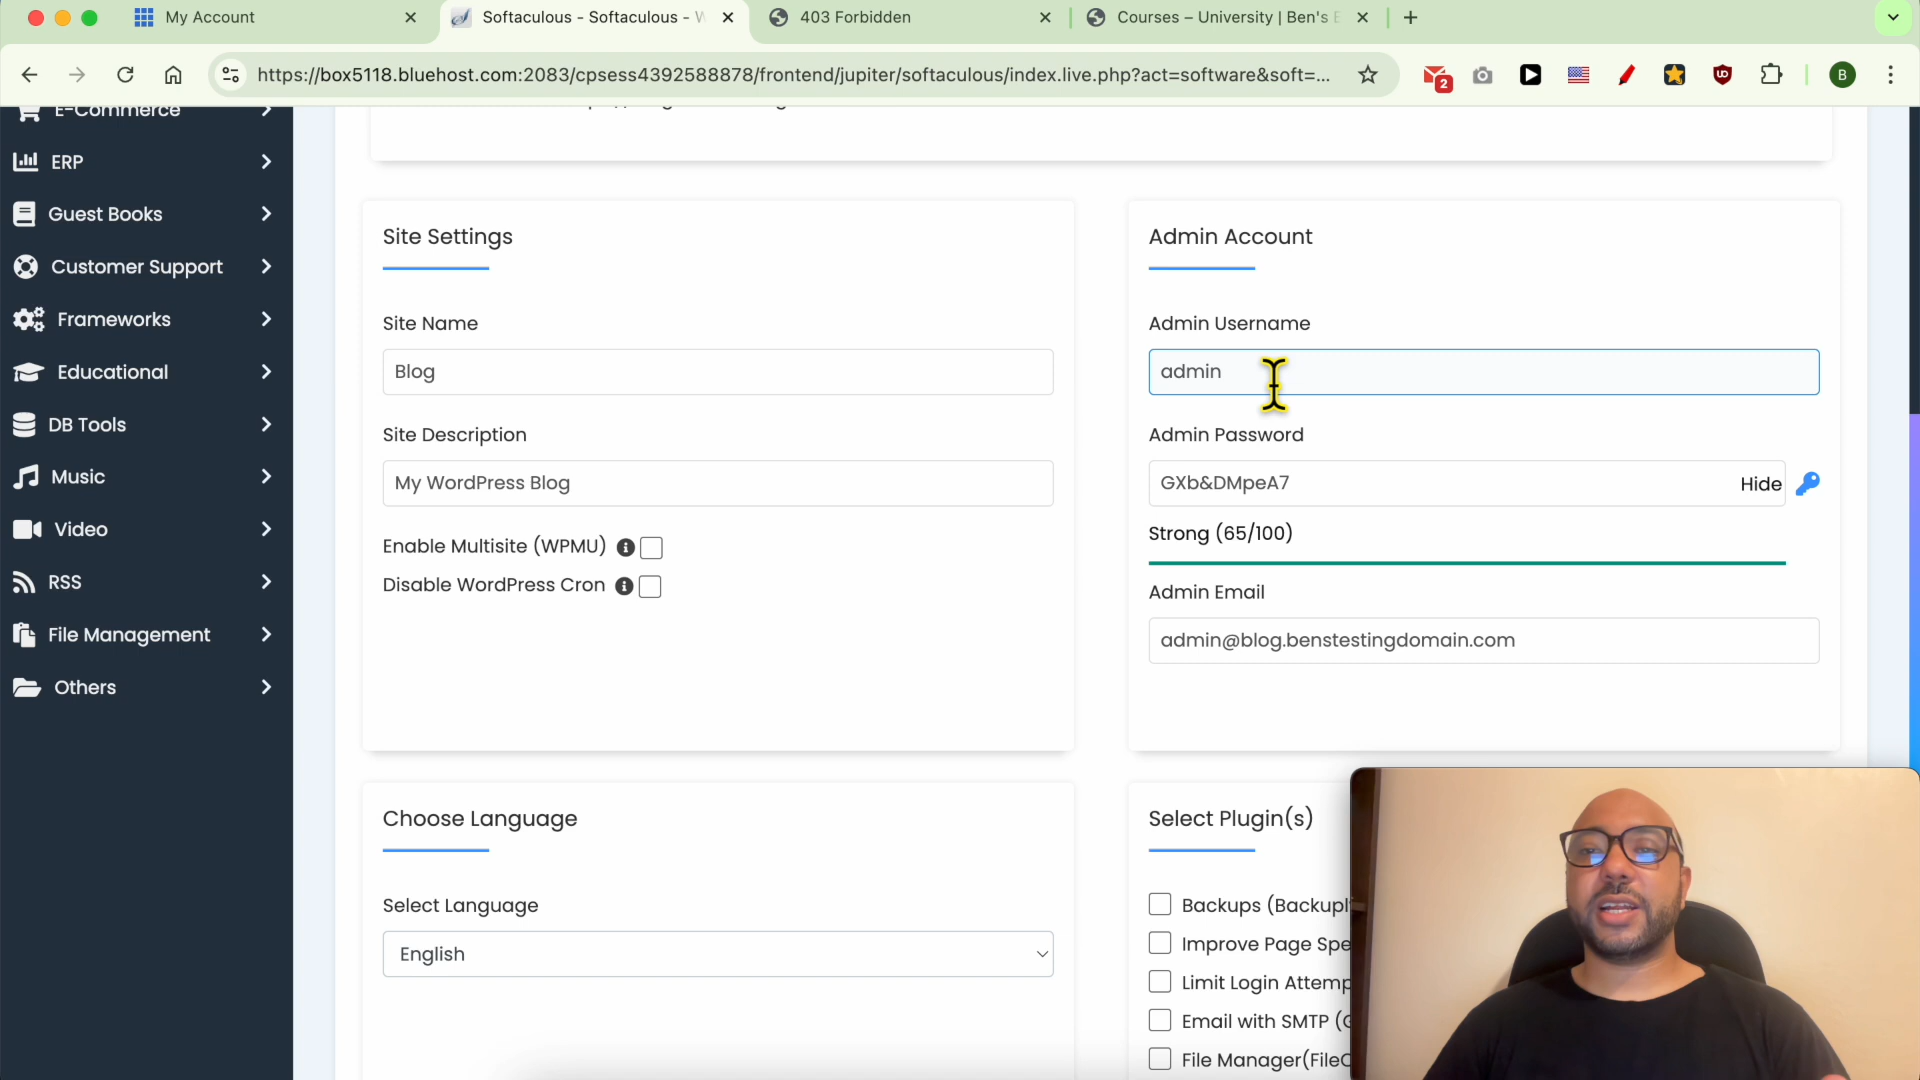 My Account
Softaculous - Softaculous - W
403 Forbidden
Courses – University | Ben's E
https://box5118.bluehost.com:2083/cpsess4392588878/frontend/jupiter/softaculous/index.live.php?act=software&soft=...
2
B
E-Commerce
ERP
Guest Books
Customer Support
Frameworks
Educational
DB Tools
Music
Video
RSS
File Management
Others
Site Settings
Site Name
Blog
Site Description
My WordPress Blog
Enable Multisite (WPMU)
Disable WordPress Cron
Admin Account
Admin Username
admin
Admin Password
GXb&DMpeA7
Hide
Strong (65/100)
Admin Email
admin@blog.benstestingdomain.com
Choose Language
Select Language
English
Select Plugin(s)
Backups (Backupl
Improve Page Spe
Limit Login Attemp
Email with SMTP (G
File Manager(FileO